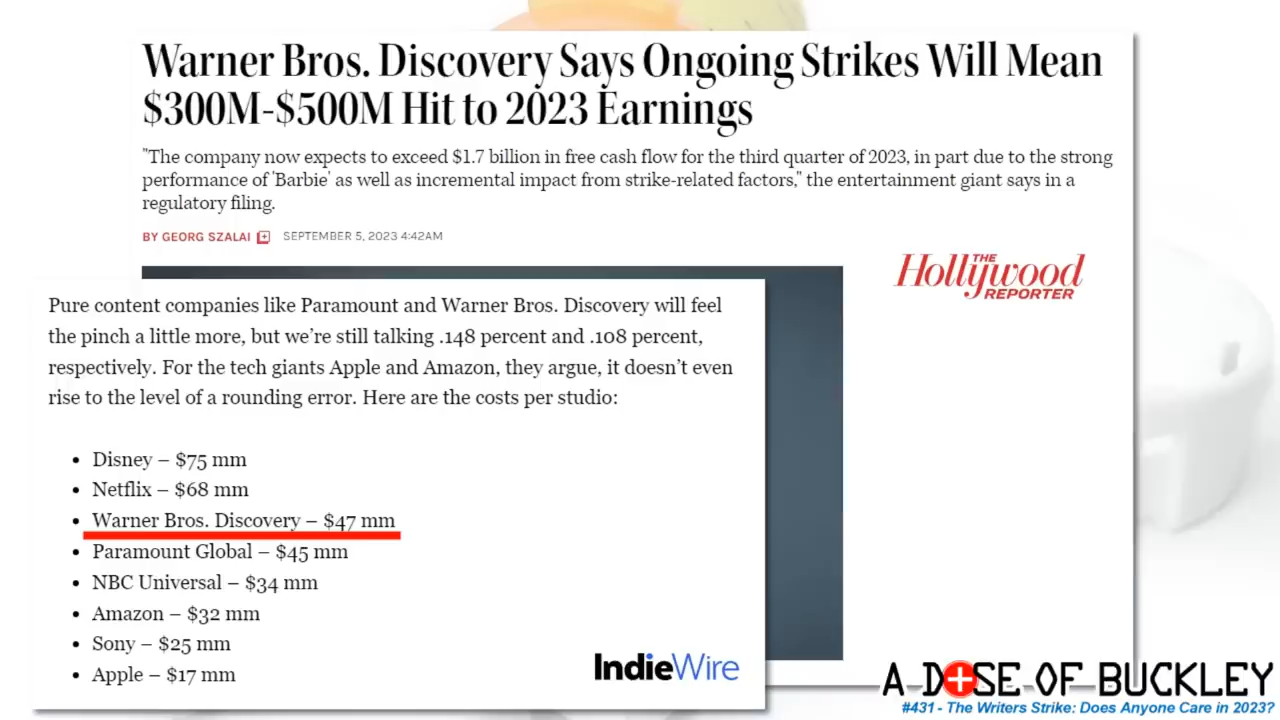 Warner Bros. Discovery Says Ongoing Strikes Will Mean
$300M-$500M Hit to 2023 Earnings
"The company now expects to exceed $1.7 billion in free cash flow for the third quarter of 2023, in part due to the strong
performance of 'Barbie' as well as incremental impact from strike-related factors," the entertainment giant says in a
regulatory filing.
BY GEORG SZALAI SEPTEMBER 5, 2023 4:42AM
THE
Hollywood
REPORTER
Pure content companies like Paramount and Warner Bros. Discovery will feel
the pinch a little more, but we're still talking .148 percent and .108 percent,
respectively. For the tech giants Apple and Amazon, they argue, it doesn't even
rise to the level of a rounding error. Here are the costs per studio:
• Disney – $75 mm
• Netflix – $68 mm
• Warner Bros. Discovery – $47 mm
• Paramount Global – $45 mm
• NBC Universal – $34 mm
• Amazon – $32 mm
• Sony – $25 mm
• Apple – $17 mm
IndieWire
A DOSE OF BUCKLEY
#431 - The Writers Strike: Does Anyone Care in 2023?